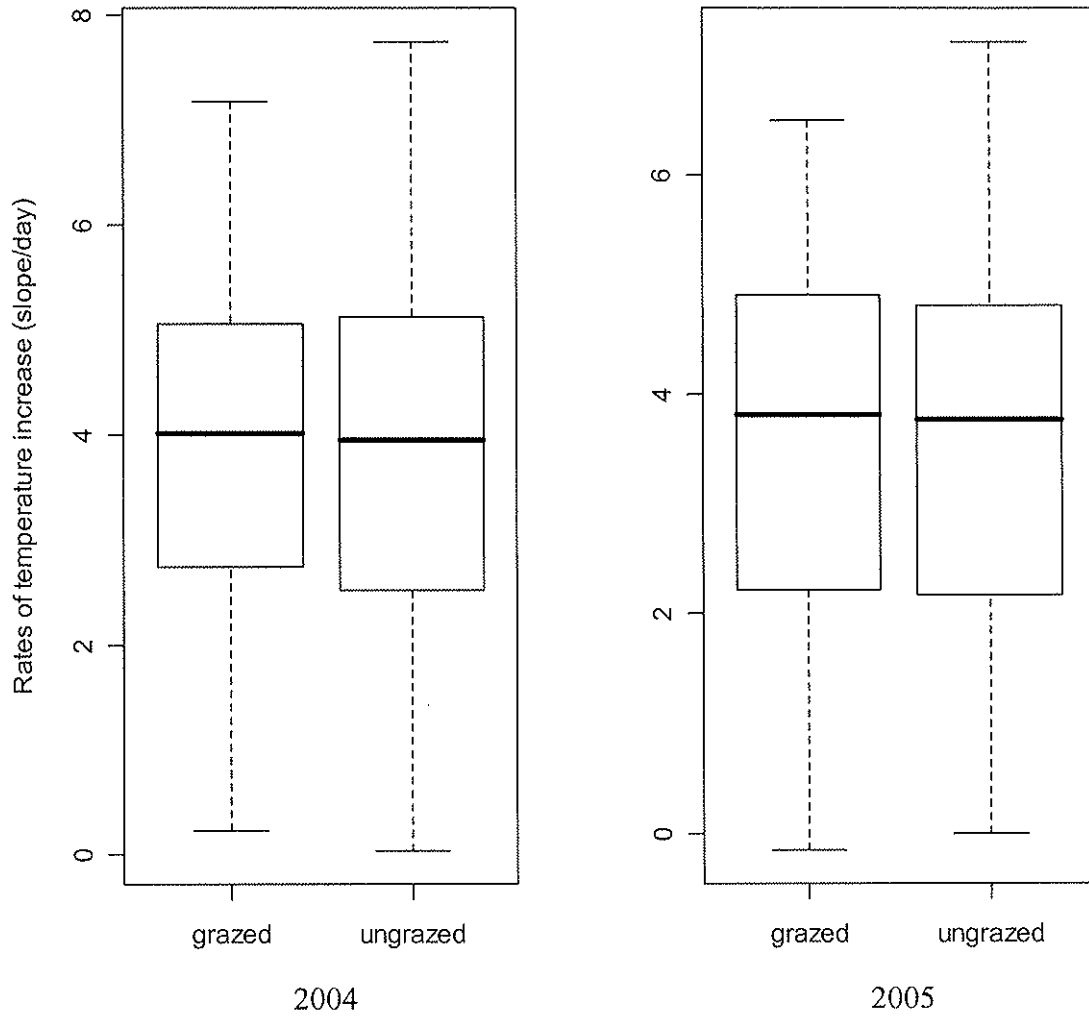 Rates of temperature increase (slope/day)
8
6
4
2
0
grazed
ungrazed
2004
6
4
2
0
grazed
ungrazed
2005